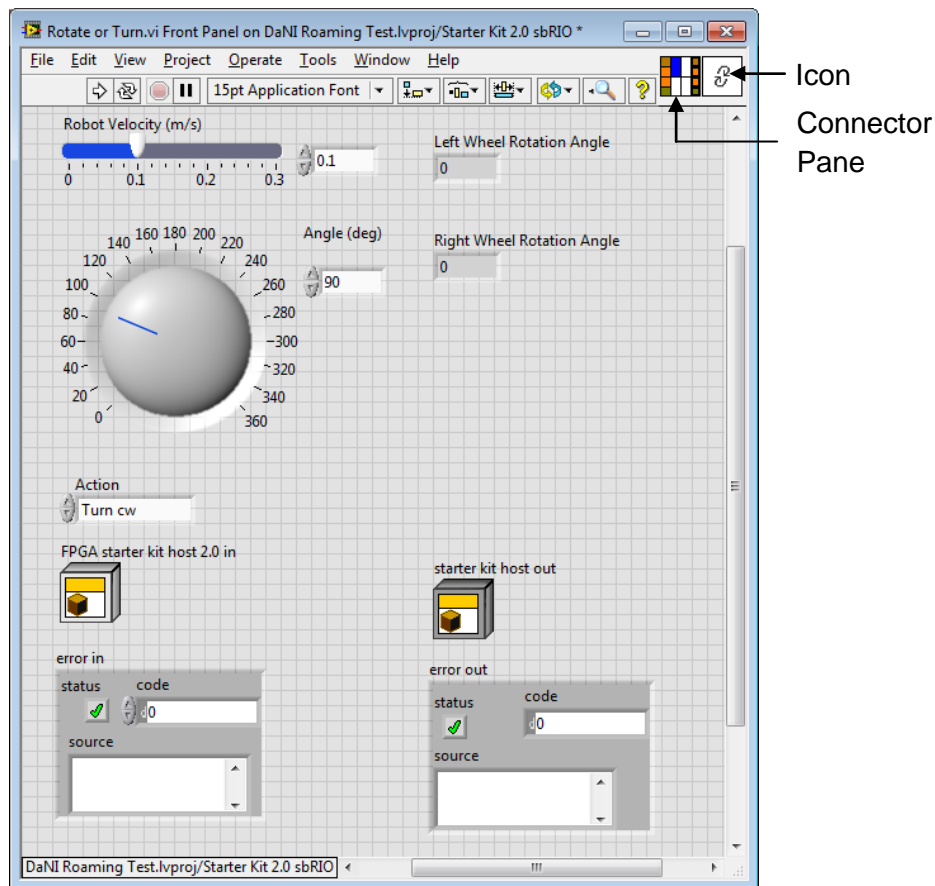 Rotate or Turn.vi Front Panel on DaNI Roaming Test.lvproj/Starter Kit 2.0 sbRIO *
File Edit View Project Operate Tools Window Help
15pt Application Font
Icon
Connector
Pane
Robot Velocity (m/s)
0.1
0 0.1 0.2 0.3
Left Wheel Rotation Angle
0
Angle (deg)
90
Right Wheel Rotation Angle
0
0 20 40 60 80 100 120 140 160 180 200 220 240 260 280 300 320 340 360
Action
Turn cw
FPGA starter kit host 2.0 in
starter kit host out
error in
status code
d0
source
error out
status code
d0
source
DaNI Roaming Test.lvproj/Starter Kit 2.0 sbRIO